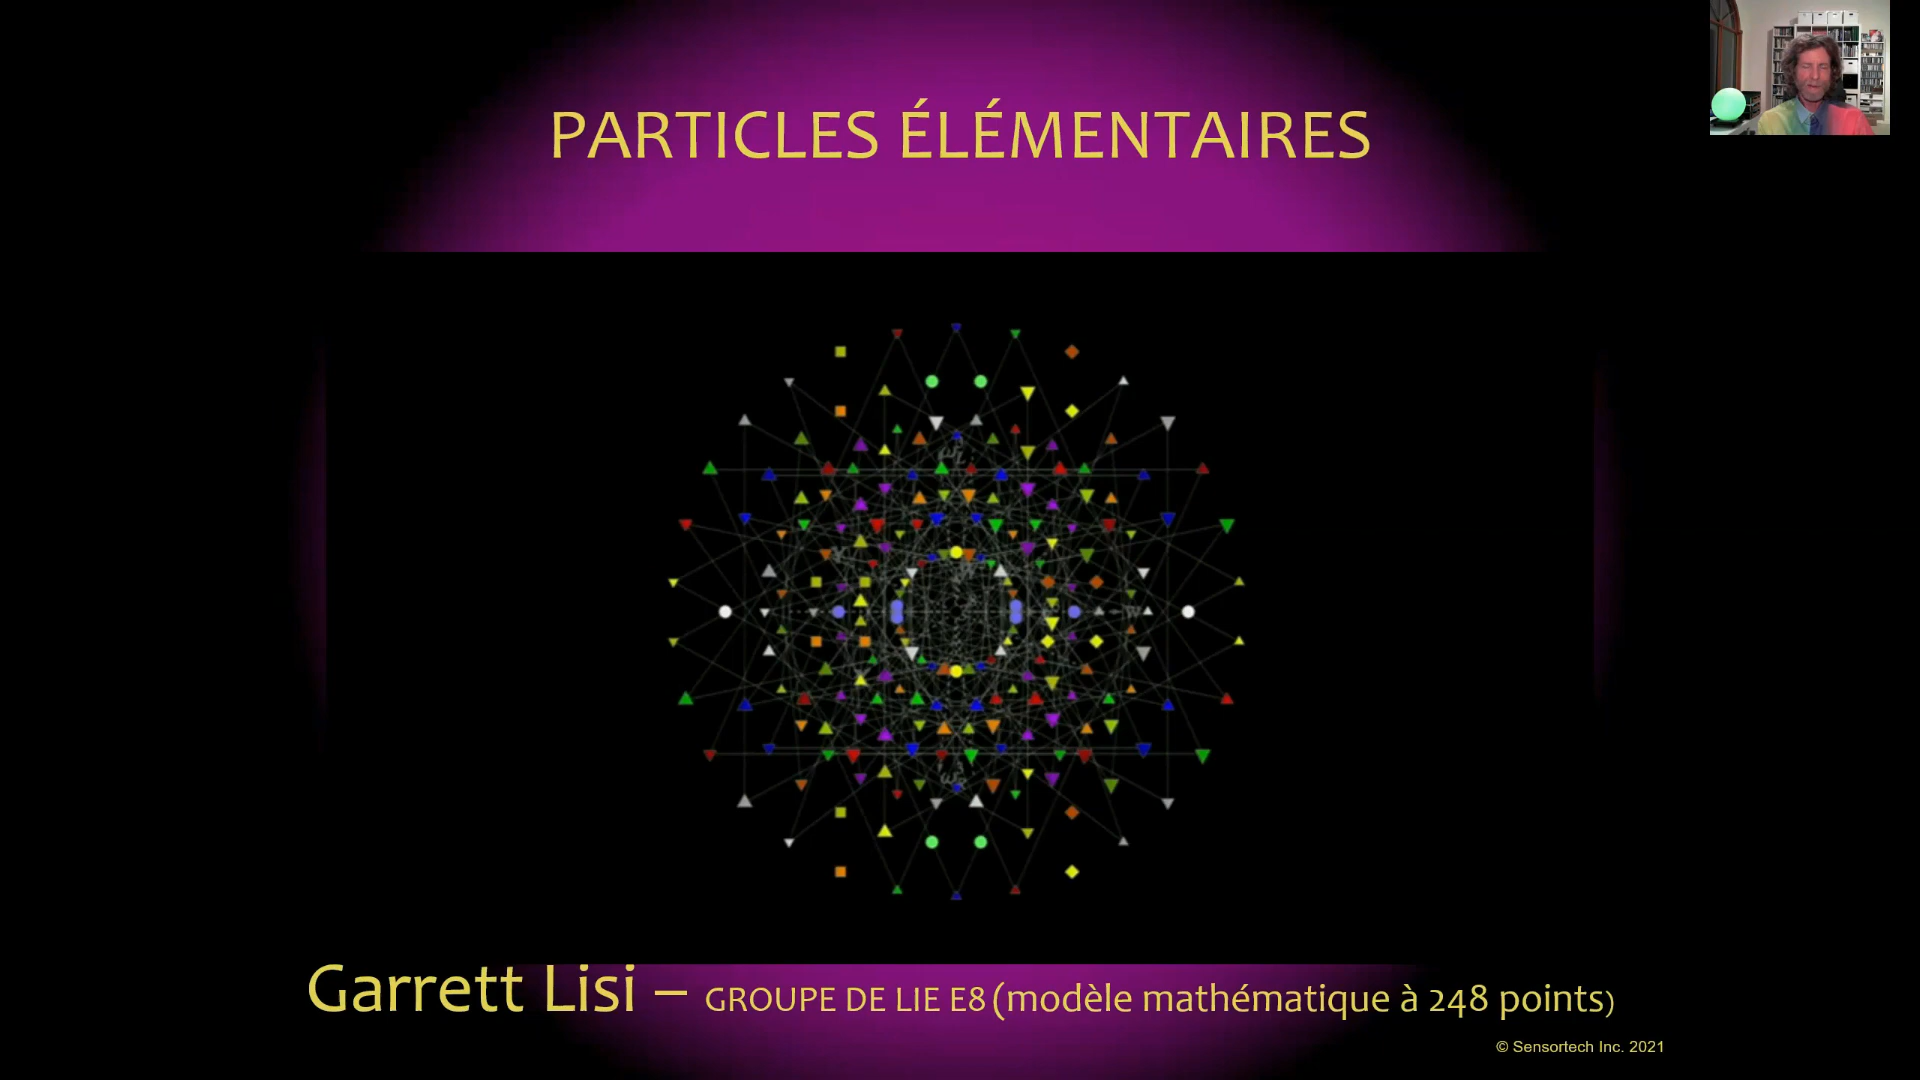 PARTICLES ÉLÉMENTAIRES
Garrett Lisi – GROUPE DE LIE E8 (modèle mathématique à 248 points)
© Sensortech Inc. 2021